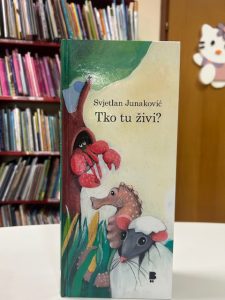 Svjetlan Junaković
Tko tu živi?
B